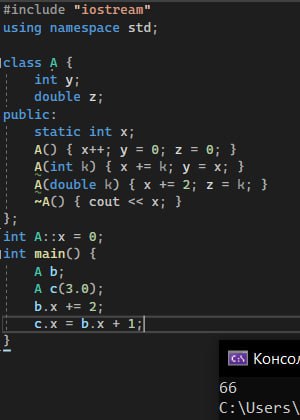 #include "iostream"
using namespace std;
class A {
int y;
double z;
public:
static int x;
A() { x++; y = 0; z = 0; }
A(int k) { x += k; y = x; }
A(double k) { x += 2; z = k; }
~A() { cout << x; }
};
int A::x = 0;
int main() {
A b;
A c(3.0);
b.x += 2;
c.x = b.x + 1;
}
Консол
66
C:\Users\